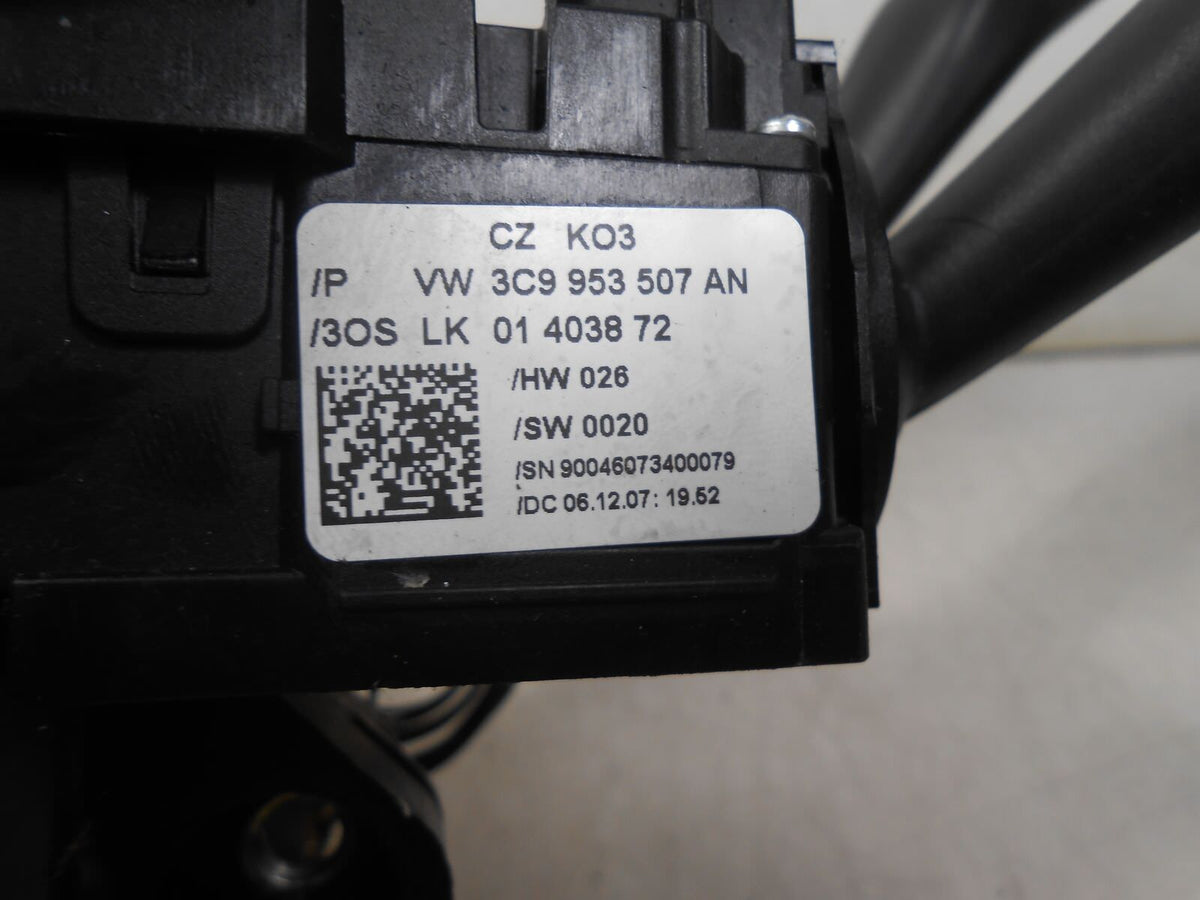 CZ KO3
/P VW 3C9 953 507 AN
/3OS LK 01 4038 72
/HW 026
/SW 0020
/SN 90046073400079
/DC 06.12.07: 19.52